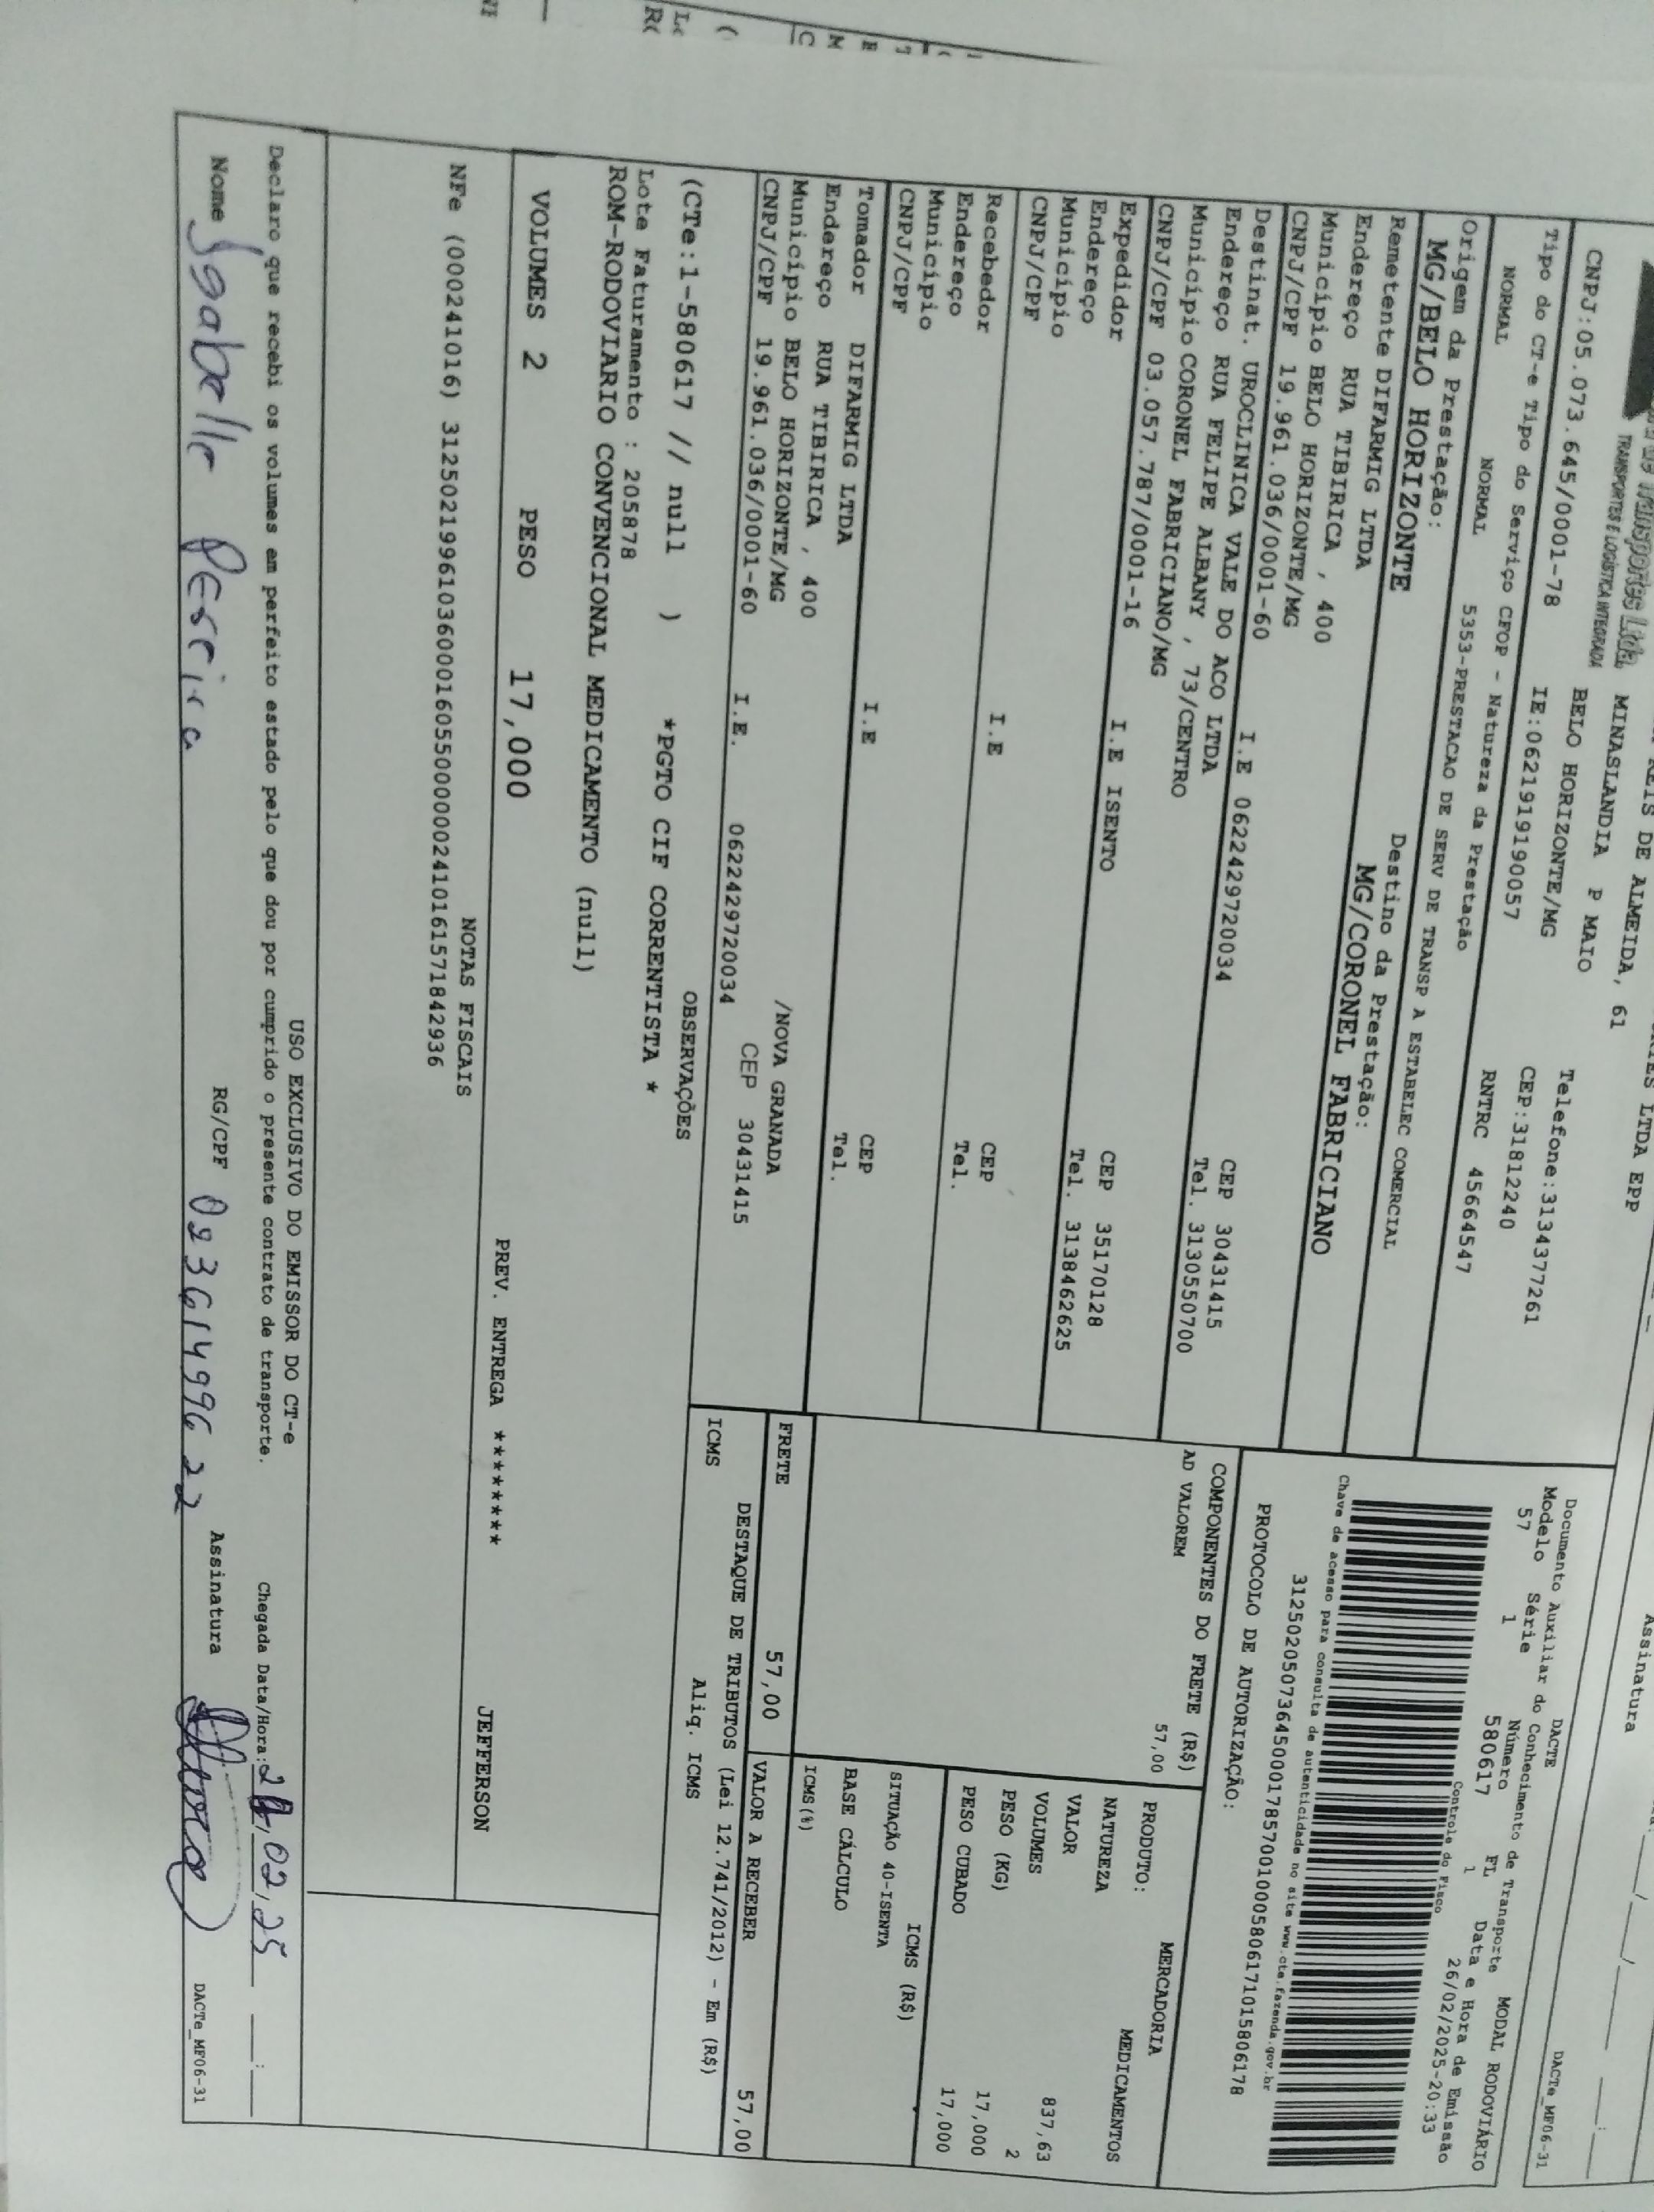 Assinatura
LTDA EPP
REIS DE ALMEIDA, 61
TRANSPORTES E LOGÍSTICA INTEGRADA
MINASLANDIA P MAIO
BELO HORIZONTE/MG
Telefone:3134377261
CNPJ:05.073.645/0001-78
IE:0621919190057
CEP:31812240
RNTRC 45664547
DACTe_MF06-31
DACTE
Documento Auxiliar do Conhecimento de Transporte
MODAL RODOVIÁRIO
Modelo Série Número FL Data e Hora de Emissão
57 1 580617 1 26/02/2025-20:33
Controle do Fisco
Tipo do CT-e Tipo do Serviço CFOP - Natureza da Prestação
NORMAL NORMAL 5353-PRESTACAO DE SERV DE TRANSP A ESTABELEC COMERCIAL
Origem da Prestação: Destino da Prestação:
MG/BELO HORIZONTE MG/CORONEL FABRICIANO
Chave de acesso para consulta de autenticidade no site www.cte.fazenda.gov.br
31250205073645000178570010005806171015806178
PROTOCOLO DE AUTORIZAÇÃO:
Remetente DIFARMIG LTDA
Endereço RUA TIBIRICA , 400
Município BELO HORIZONTE/MG CEP 30431415
CNPJ/CPF 19.961.036/0001-60 I.E 0622429720034 Tel. 3130550700
Destinat. UROCLINICA VALE DO ACO LTDA
Endereço RUA FELIPE ALBANY , 73/CENTRO
Município CORONEL FABRICIANO/MG CEP 35170128
CNPJ/CPF 03.057.787/0001-16 I.E ISENTO Tel. 3138462625
Expedidor
Endereço
Município CEP
CNPJ/CPF I.E Tel.
Recebedor
Endereço
Município CEP
CNPJ/CPF I.E Tel.
Tomador DIFARMIG LTDA
Endereço RUA TIBIRICA , 400 /NOVA GRANADA
Município BELO HORIZONTE/MG CEP 30431415
CNPJ/CPF 19.961.036/0001-60 I.E. 0622429720034
COMPONENTES DO FRETE (R$)
AD VALOREM 57,00
MERCADORIA
PRODUTO: MEDICAMENTOS
NATUREZA
VALOR 837,63
VOLUMES 2
PESO (KG) 17,000
PESO CUBADO 17,000
ICMS (R$)
SITUAÇÃO 40-ISENTA
BASE CÁLCULO
ICMS(%)
FRETE 57,00 VALOR A RECEBER 57,00
DESTAQUE DE TRIBUTOS (Lei 12.741/2012) - Em (R$)
ICMS Aliq. ICMS
OBSERVAÇÕES
(CTe:1-580617 // null ) *PGTO CIF CORRENTISTA *
Lote Faturamento : 205878
ROM-RODOVIARIO CONVENCIONAL MEDICAMENTO (null)
VOLUMES 2 PESO 17,000 PREV. ENTREGA ******** JEFFERSON
NOTAS FISCAIS
NFe (000241016) 31250219961036000160550000002410161571842936
USO EXCLUSIVO DO EMISSOR DO CT-e
Declaro que recebi os volumes em perfeito estado pelo que dou por cumprido o presente contrato de transporte.
Chegada Data/Hora:
02/25
Nome Isabelle Pereira RG/CPF Assinatura
DACTe_MF06-31